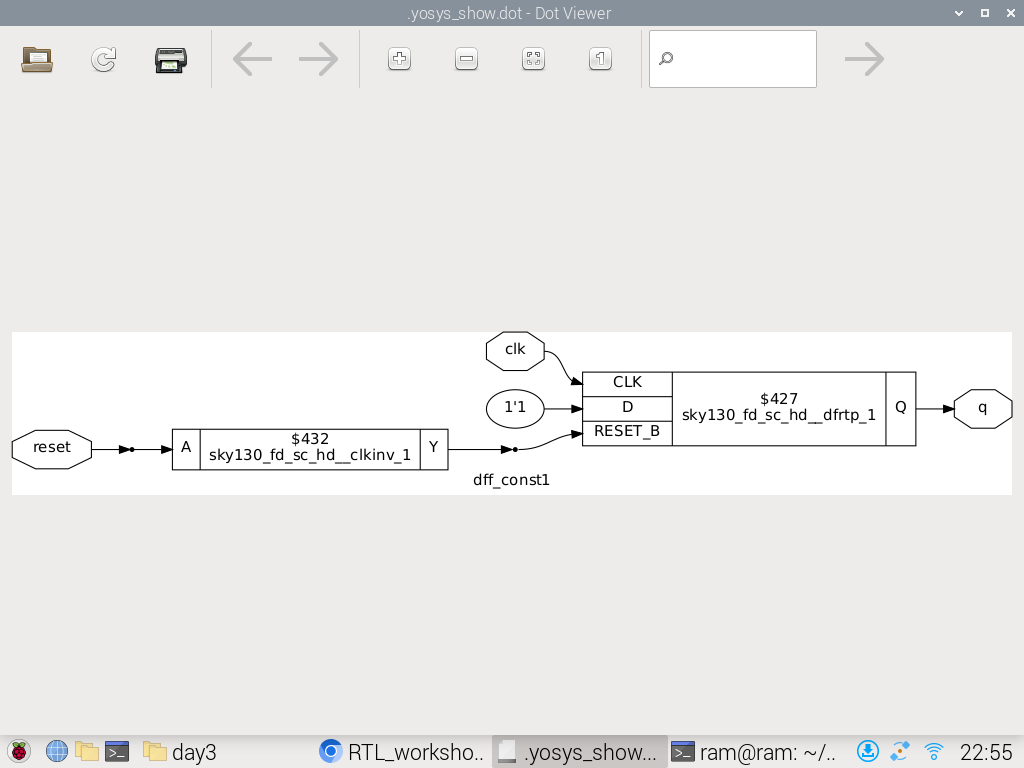 .yosys_show.dot - Dot Viewer
1
clk
CLK
1'1
D
$427
sky130_fd_sc_hd__dfrtp_1
Q
q
RESET_B
reset
A
$432
sky130_fd_sc_hd__clkinv_1
Y
dff_const1
day3
RTL_worksho..
.yosys_show...
ram@ram: ~/..
22:55